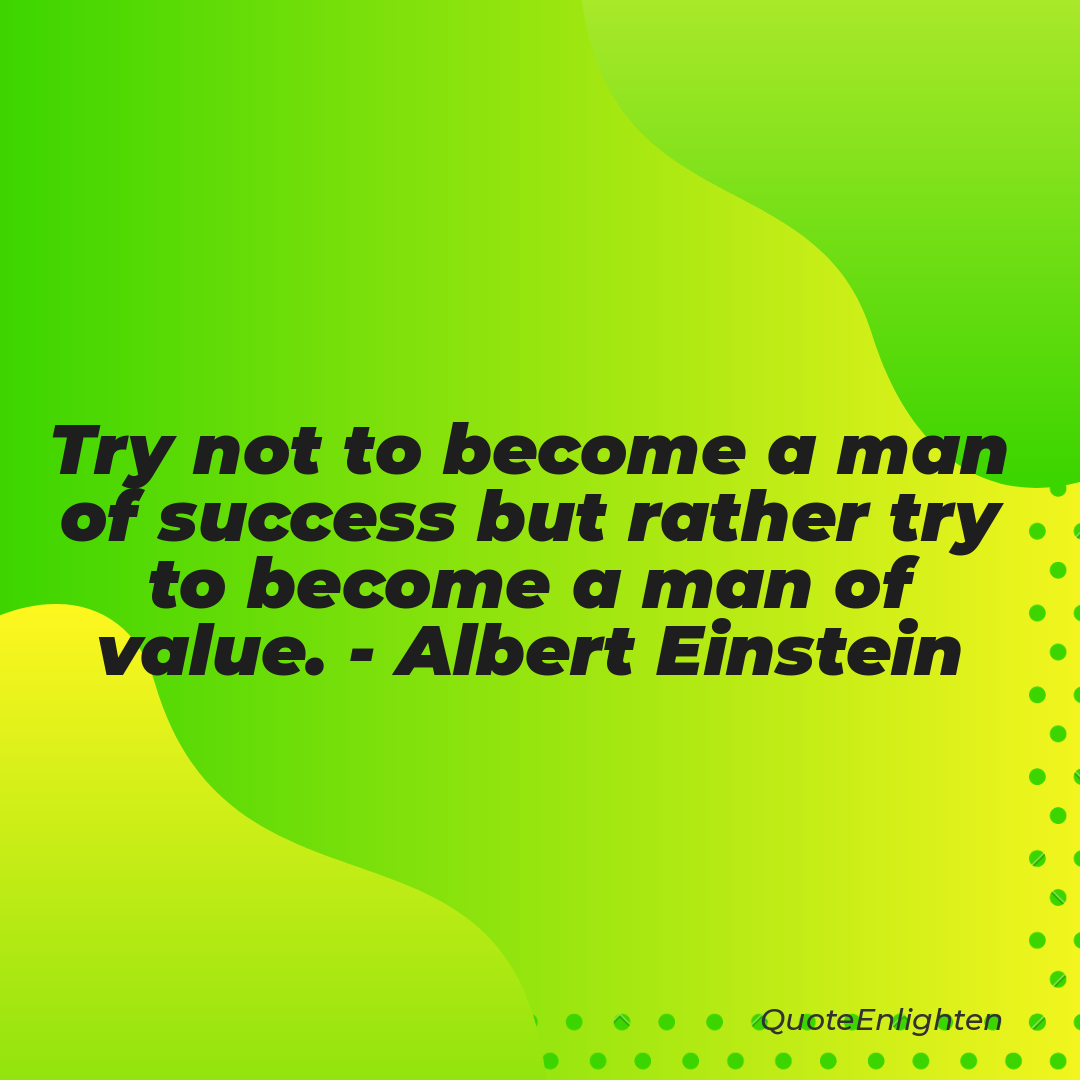 Try not to become a man
of success but rather try
to become a man of
value. - Albert Einstein
QuoteEnlighten